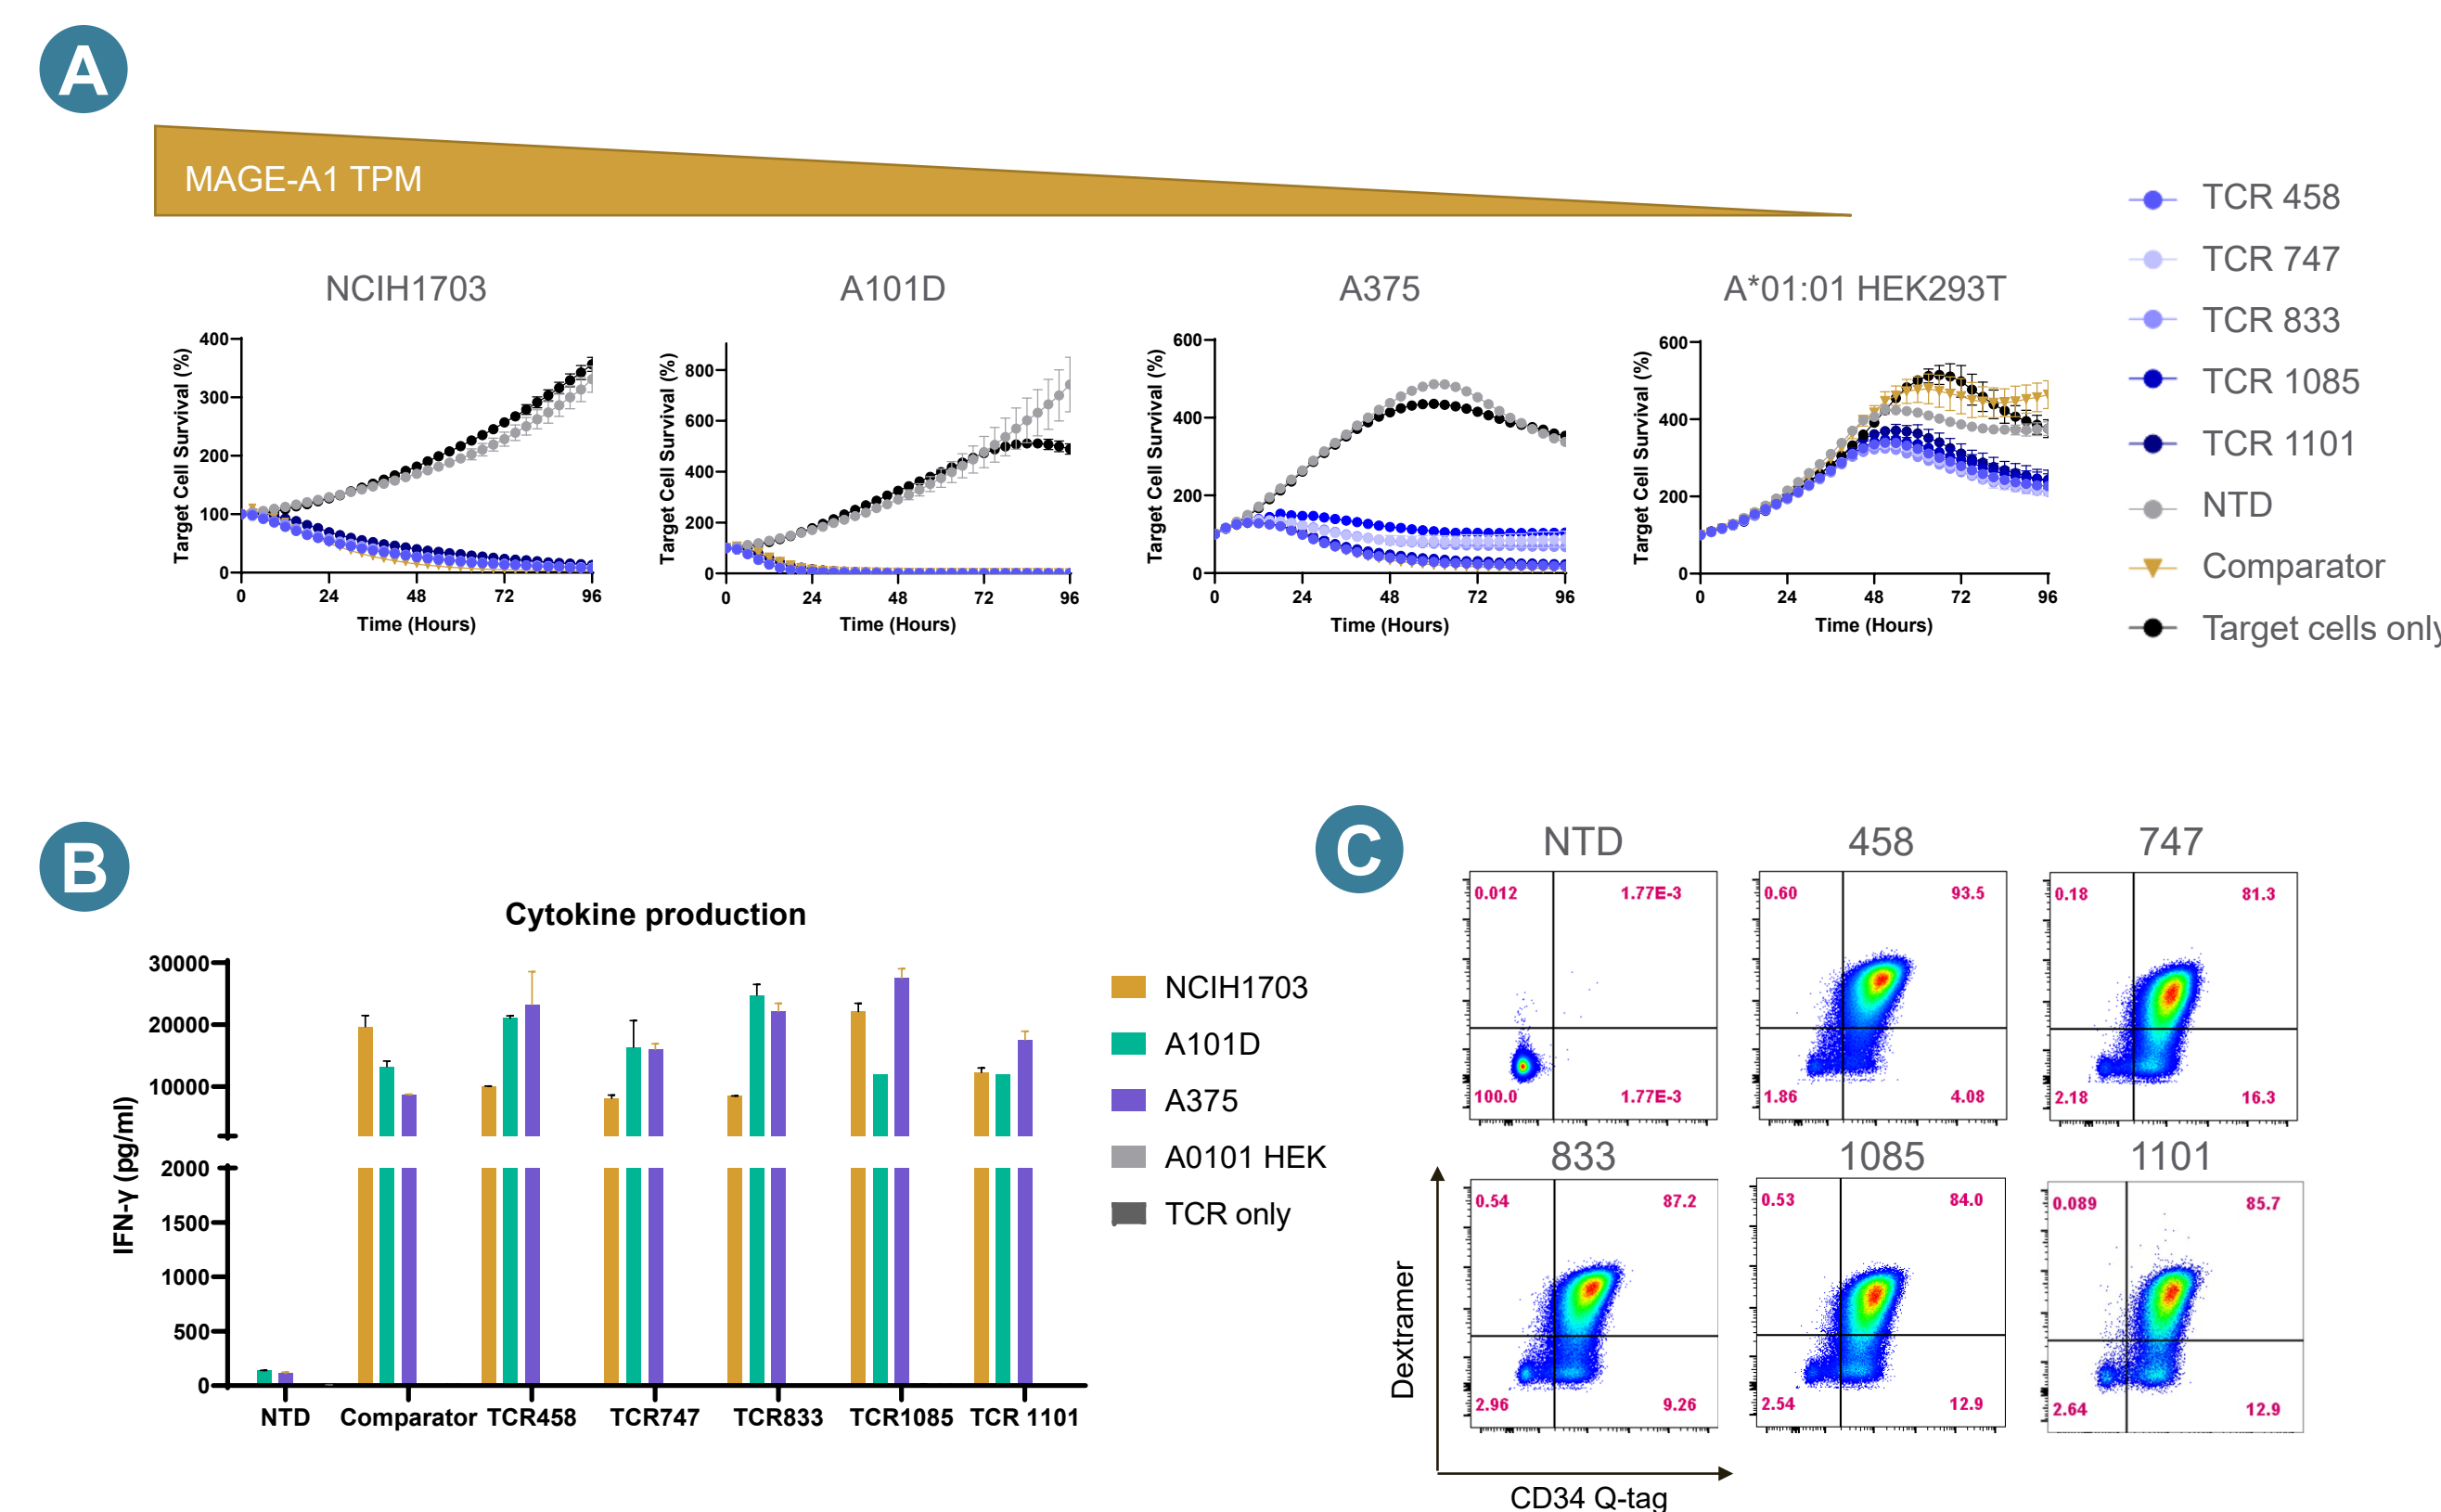 A
MAGE-A1 TPM
NCIH1703
A101D
A375
A*01:01 HEK293T
Target Cell Survival (%)
400
300
200
100
0
0 24 48 72 96
Time (Hours)
Target Cell Survival (%)
800
600
400
200
0
0 24 48 72 96
Time (Hours)
Target Cell Survival (%)
600
400
200
0
0 24 48 72 96
Time (Hours)
Target Cell Survival (%)
600
400
200
0
0 24 48 72 96
Time (Hours)
TCR 458
TCR 747
TCR 833
TCR 1085
TCR 1101
NTD
Comparator
Target cells only
B
Cytokine production
IFN-γ (pg/ml)
30000
20000
10000
2000
1500
1000
500
0
NTD Comparator TCR458 TCR747 TCR833 TCR1085 TCR 1101
NCIH1703
A101D
A375
A0101 HEK
TCR only
C
NTD
0.012 1.77E-3
100.0 1.77E-3
458
0.60 93.5
1.86 4.08
747
0.18 81.3
2.18 16.3
833
0.54 87.2
2.96 9.26
1085
0.53 84.0
2.54 12.9
1101
0.089 85.7
2.64 12.9
Dextramer
CD34 Q-tag